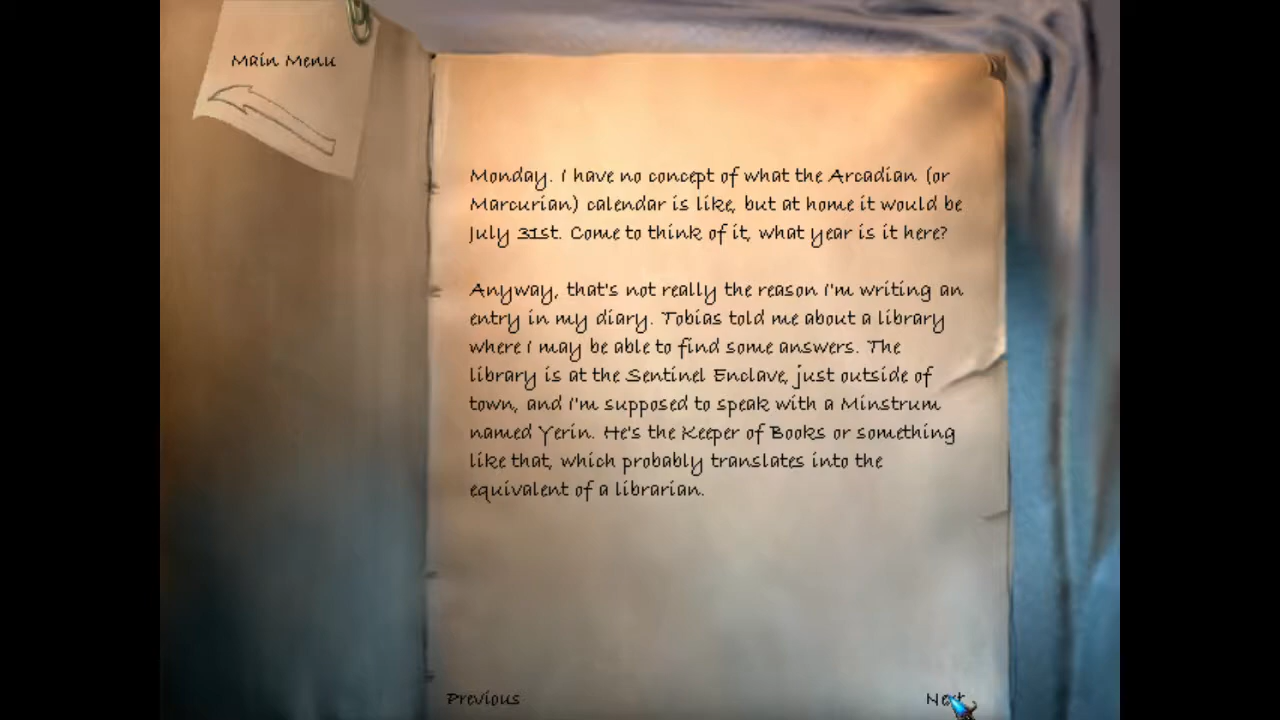 Main Menu
Monday. I have no concept of what the Arcadian (or
Marcurian) calendar is like, but at home it would be
July 31st. Come to think of it, what year is it here?
Anyway, that's not really the reason I'm writing an
entry in my diary. Tobias told me about a library
where I may be able to find some answers. The
library is at the Sentinel Enclave, just outside of
town, and I'm supposed to speak with a Minstrum
named Yerin. He's the Keeper of Books or something
like that, which probably translates into the
equivalent of a librarian.
Previous
Next